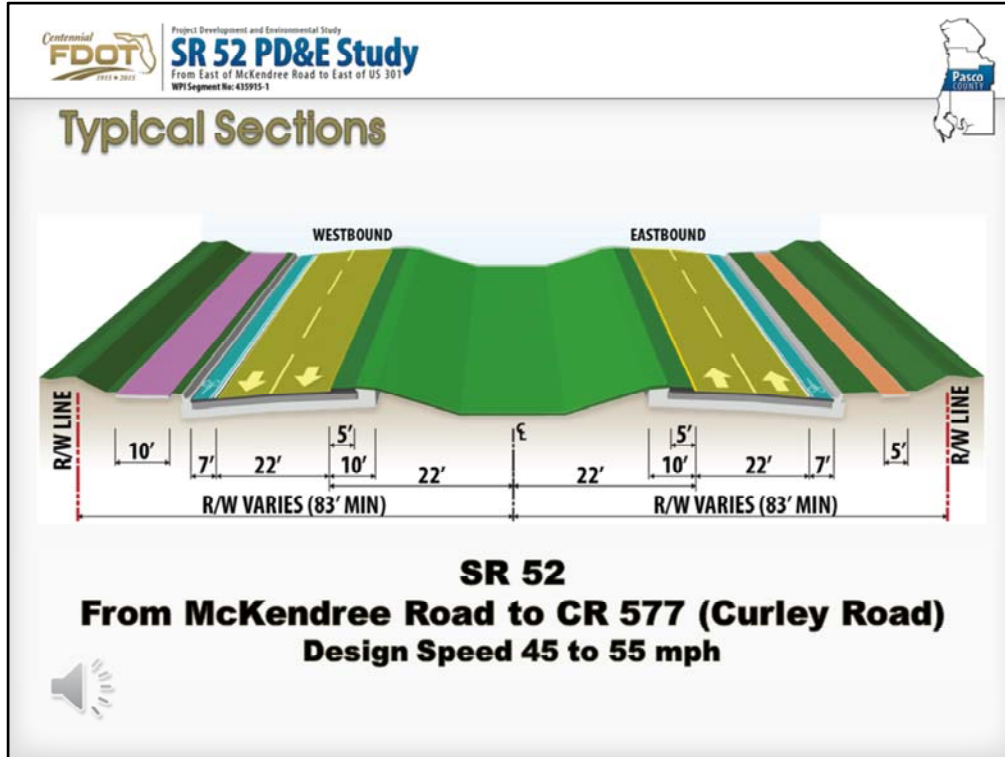 Centennial
FDOT
1915 • 2015
Project Development and Environmental Study
SR 52 PD&E Study
From East of McKendree Road to East of US 301
WPI Segment No: 435915-1
Pasco
COUNTY
Typical Sections
WESTBOUND EASTBOUND
R/W LINE
10' 7' 22' 5' 10' 22' ℄ 22' 5' 10' 22' 7' 5'
R/W LINE
R/W VARIES (83' MIN) R/W VARIES (83' MIN)
SR 52
From McKendree Road to CR 577 (Curley Road)
Design Speed 45 to 55 mph